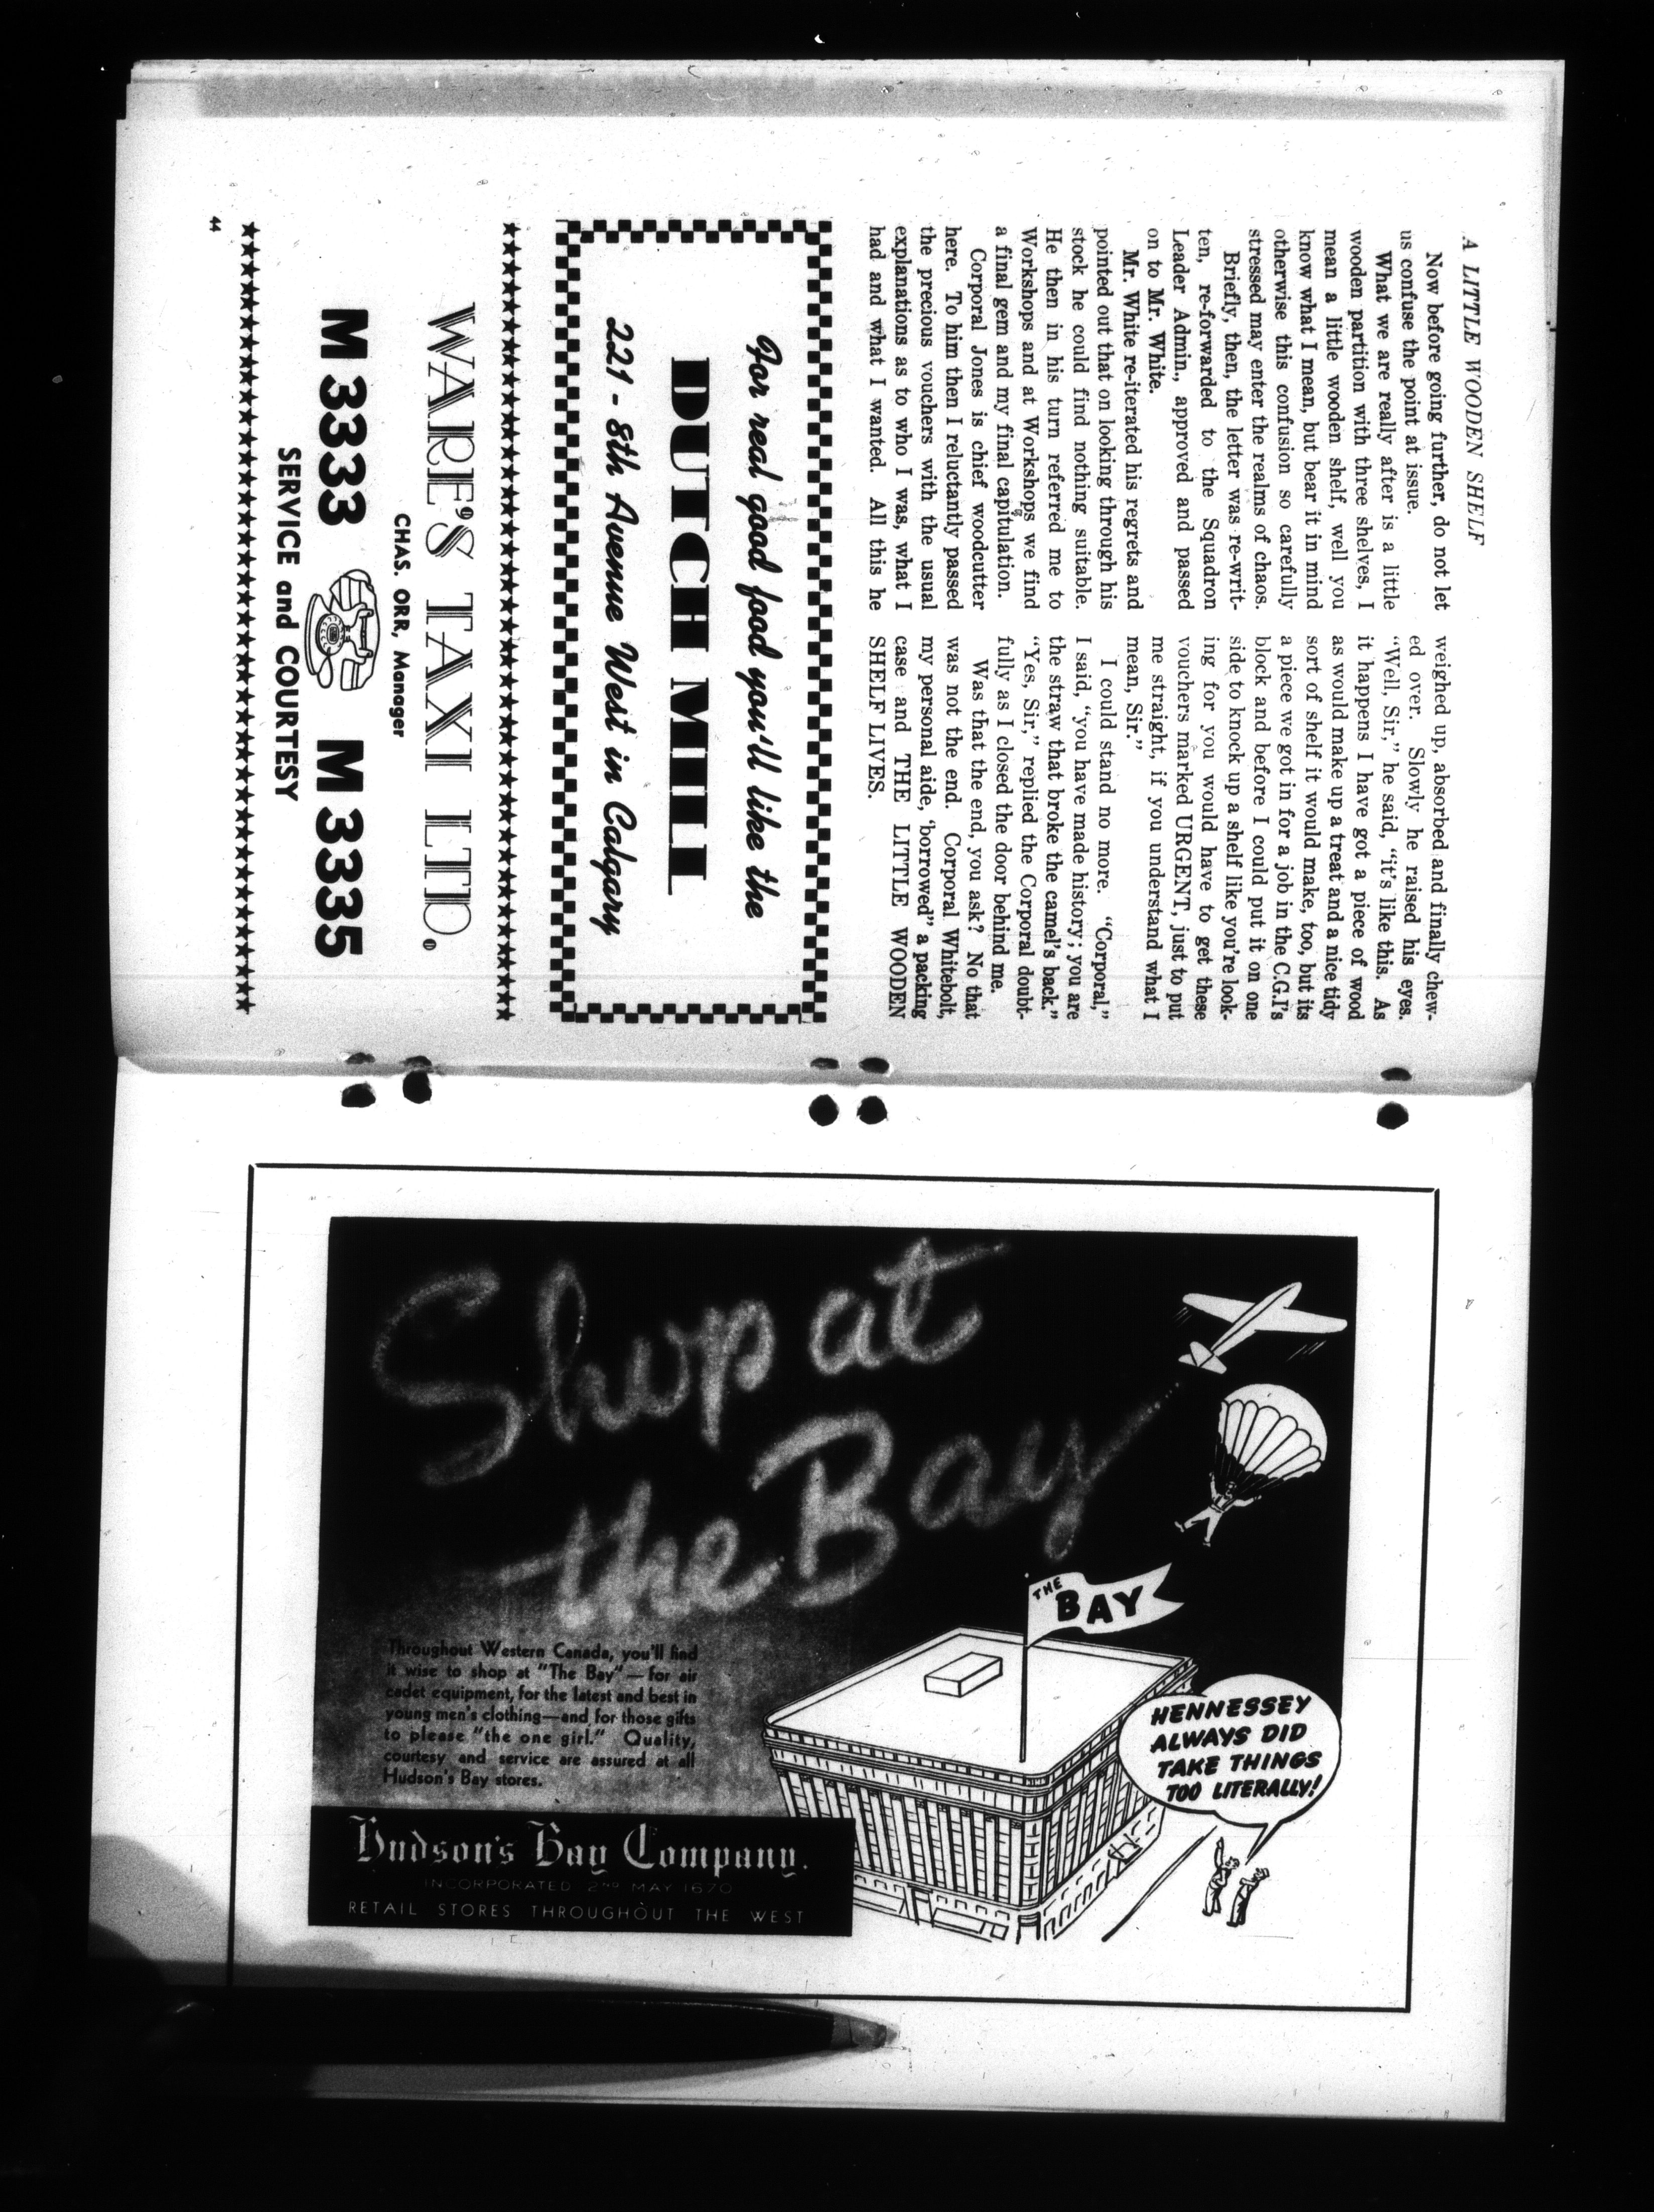 A LITTLE WOODEN SHELF
Now before going further, do not let
us confuse the point at issue.
What we are really after is a little
wooden partition with three shelves, I
mean a little wooden shelf, well you
know what I mean, but bear it in mind
otherwise this confusion so carefully
stressed may enter the realms of chaos.
Briefly, then, the letter was re-writ-
ten, re-forwarded to the Squadron
Leader Admin., approved and passed
on to Mr. White.
Mr. White re-iterated his regrets and
pointed out that on looking through his
stock he could find nothing suitable.
He then in his turn referred me to
Workshops and at Workshops we find
a final gem and my final capitulation.
Corporal Jones is chief woodcutter
here. To him then I reluctantly passed
the precious vouchers with the usual
explanations as to who I was, what I
had and what I wanted. All this he
weighed up, absorbed and finally chew-
ed over. Slowly he raised his eyes.
"Well, Sir," he said, "it's like this. As
it happens I have got a piece of wood
as would make up a treat and a nice tidy
sort of shelf it would make, too, but its
a piece we got in for a job in the C.G.I's
block and before I could put it on one
side to knock up a shelf like you're look-
ing for you would have to get these
vouchers marked URGENT, just to put
me straight, if you understand what I
mean, Sir."
I could stand no more. "Corporal,"
I said, "you have made history; you are
the straw that broke the camel's back."
"Yes, Sir," replied the Corporal doubt-
fully as I closed the door behind me.
Was that the end, you ask? No that
was not the end. Corporal Whitebolt,
my personal aide, 'borrowed" a packing
case and THE LITTLE WOODEN
SHELF LIVES.
For real good food you'll like the
DUTCH MILL
221 - 8th Avenue West in Calgary
WARE'S TAXI LTD.
CHAS. ORR, Manager
M 3333 M 3335
SERVICE and COURTESY
44
Shop at
the Bay
THE
BAY
Throughout Western Canada, you'll find
it wise to shop at "The Bay"—for air
cadet equipment, for the latest and best in
young men's clothing—and for those gifts
to please "the one girl." Quality,
courtesy and service are assured at all
Hudson's Bay stores.
HENNESSEY
ALWAYS DID
TAKE THINGS
TOO LITERALLY!
Hudson's Bay Company.
INCORPORATED 2ND MAY 1670
RETAIL STORES THROUGHOUT THE WEST